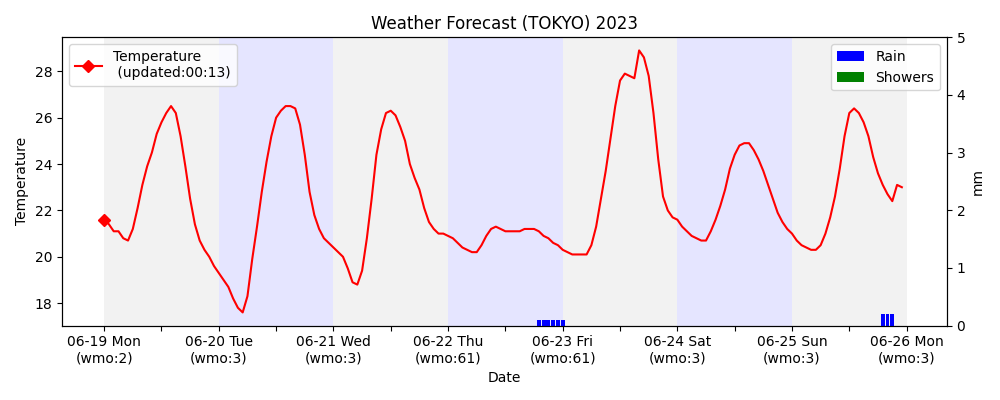 Weather Forecast (TOKYO) 2023
Temperature
(updated:00:13)
Rain
Showers
Temperature
28
26
24
22
20
18
5
4
3
2
1
0
mm
06-19 Mon
(wmo:2)
06-20 Tue
(wmo:3)
06-21 Wed
(wmo:3)
06-22 Thu
(wmo:61)
06-23 Fri
(wmo:61)
06-24 Sat
(wmo:3)
06-25 Sun
(wmo:3)
06-26 Mon
(wmo:3)
Date